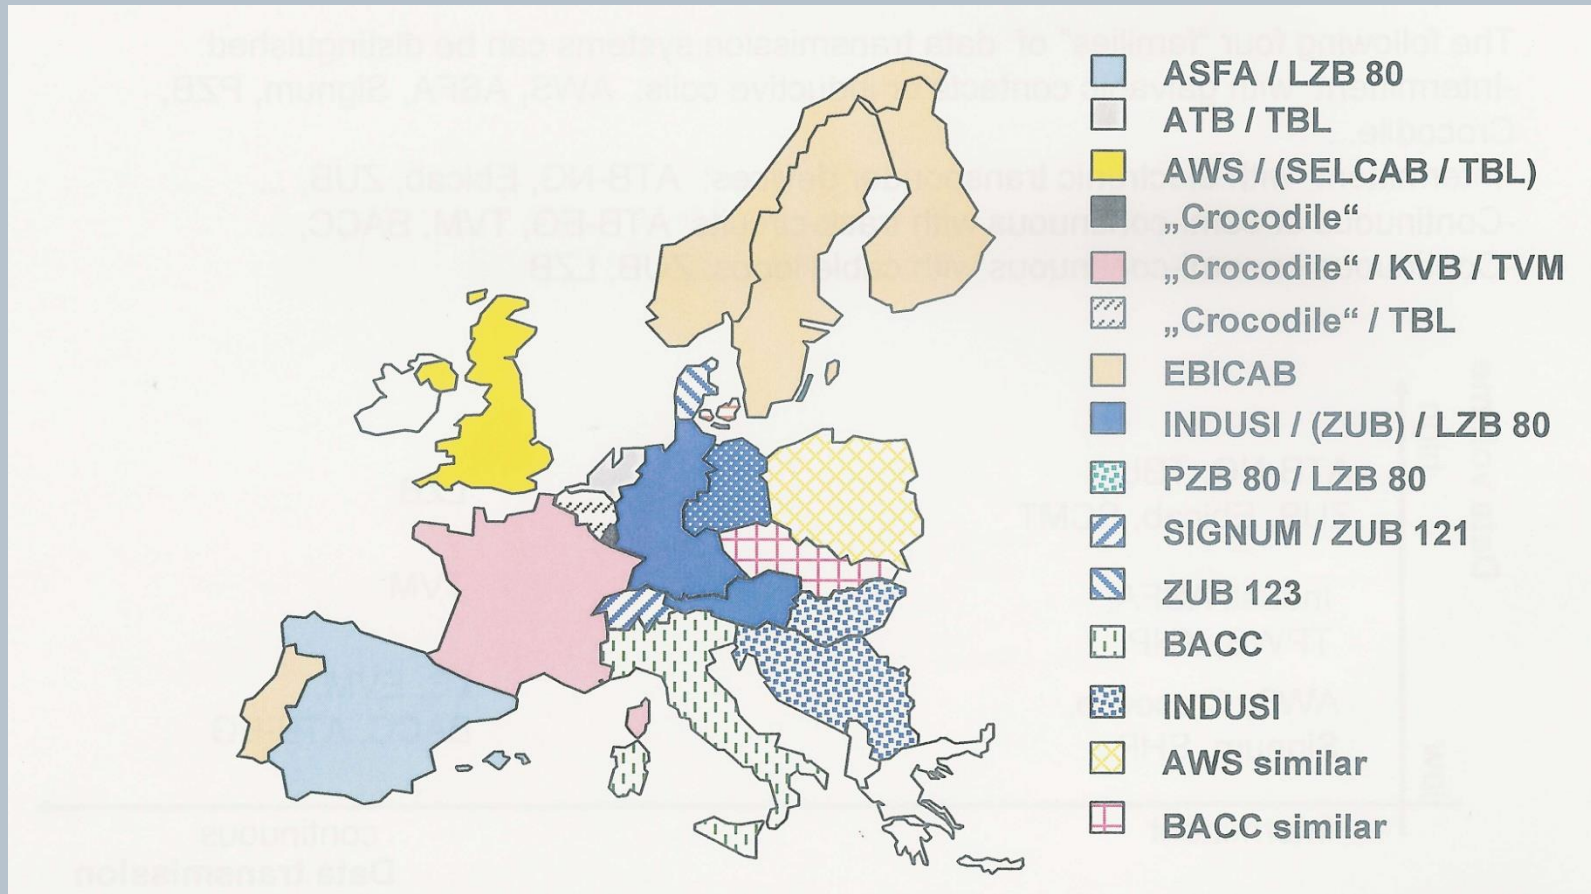 ASFA / LZB 80
ATB / TBL
AWS / (SELCAB / TBL)
„Crocodile“
„Crocodile“ / KVB / TVM
„Crocodile“ / TBL
EBICAB
INDUSI / (ZUB) / LZB 80
PZB 80 / LZB 80
SIGNUM / ZUB 121
ZUB 123
BACC
INDUSI
AWS similar
BACC similar